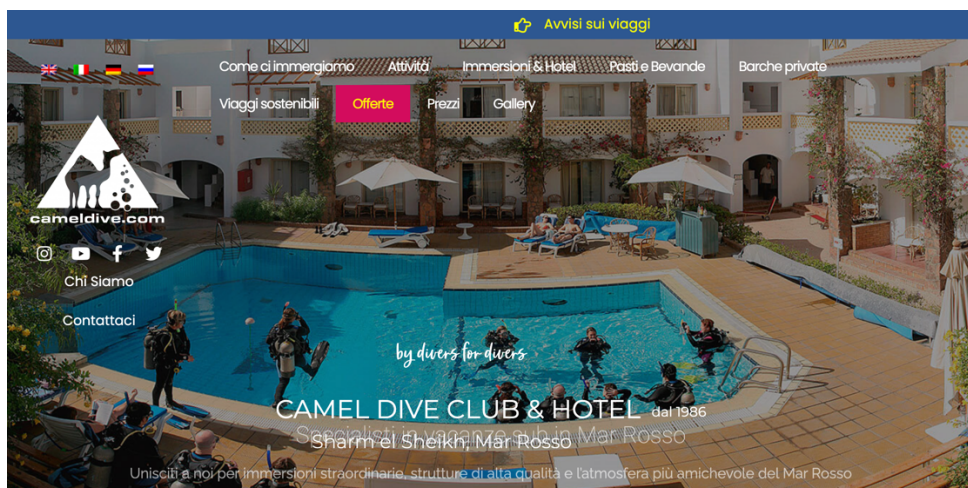 Avvisi sui viaggi
Come ci immergiamo Attività Immersioni & Hotel Pasti e Bevande Barche private
Viaggi sostenibili Offerte Prezzi Gallery
cameldive.com
Chi Siamo
Contattaci
by divers for divers
CAMEL DIVE CLUB & HOTEL dal 1986
Specialisti in vacanze sub in Mar Rosso
Sharm el Sheikh, Mar Rosso
Unisciti a noi per immersioni straordinarie, strutture di alta qualità e l'atmosfera più amichevole del Mar Rosso